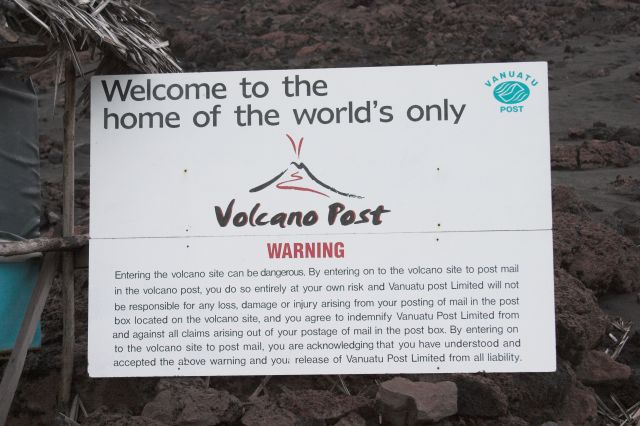 Welcome to the
home of the world's only
VANUATU
POST
Volcano Post
WARNING
Entering the volcano site can be dangerous. By entering on to the volcano site to post mail
in the volcano post, you do so entirely at your own risk and Vanuatu post Limited will not
be responsible for any loss, damage or injury arising from your posting of mail in the post
box located on the volcano site, and you agree to indemnify Vanuatu Post Limited from
and against all claims arising out of your postage of mail in the post box. By entering on
to the volcano site to post mail, you are acknowledging that you have understood and
accepted the above warning and your release of Vanuatu Post Limited from all liability.